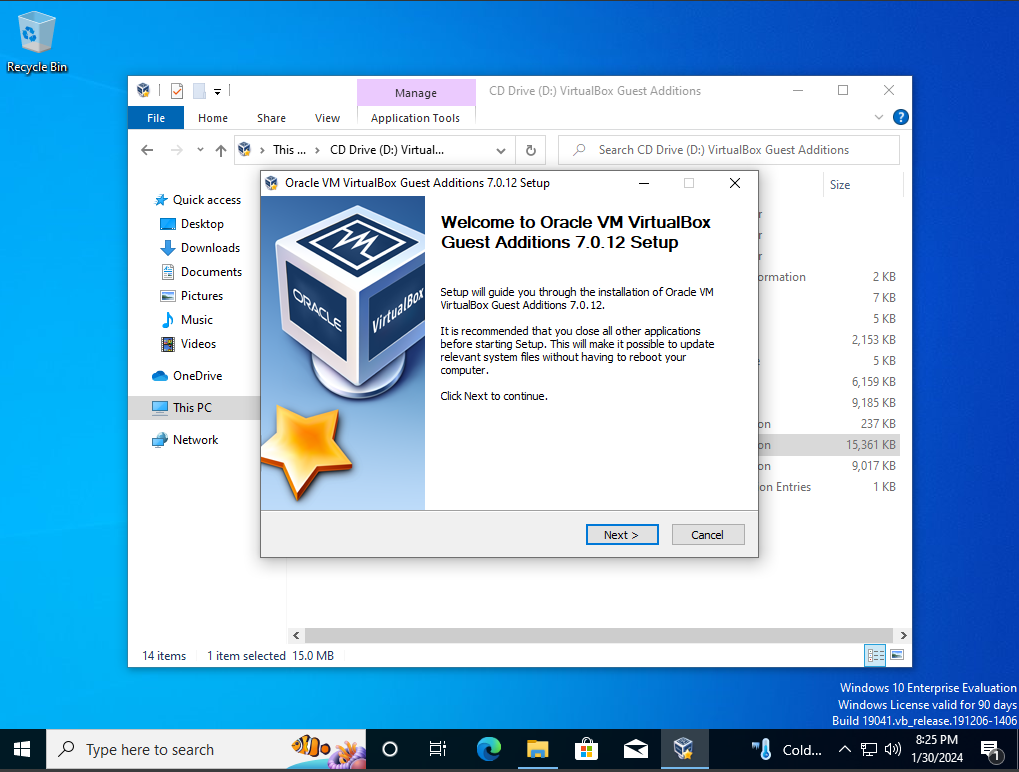 Recycle Bin
Manage
CD Drive (D:) VirtualBox Guest Additions
File
Home
Share
View
Application Tools
This ...
CD Drive (D:) Virtual...
Search CD Drive (D:) VirtualBox Guest Additions
Quick access
Desktop
Downloads
Documents
Pictures
Music
Videos
OneDrive
This PC
Network
Oracle VM VirtualBox Guest Additions 7.0.12 Setup
ORACLE
VirtualBox
Welcome to Oracle VM VirtualBox
Guest Additions 7.0.12 Setup
Setup will guide you through the installation of Oracle VM
VirtualBox Guest Additions 7.0.12.
It is recommended that you close all other applications
before starting Setup. This will make it possible to update
relevant system files without having to reboot your
computer.
Click Next to continue.
Next >
Cancel
Size
r
r
r
ormation 2 KB
7 KB
5 KB
2,153 KB
e 5 KB
6,159 KB
9,185 KB
on 237 KB
on 15,361 KB
on 9,017 KB
on Entries 1 KB
14 items 1 item selected 15.0 MB
Windows 10 Enterprise Evaluation
Windows License valid for 90 days
Build 19041.vb_release.191206-1406
Type here to search
Cold...
8:25 PM
1/30/2024
1